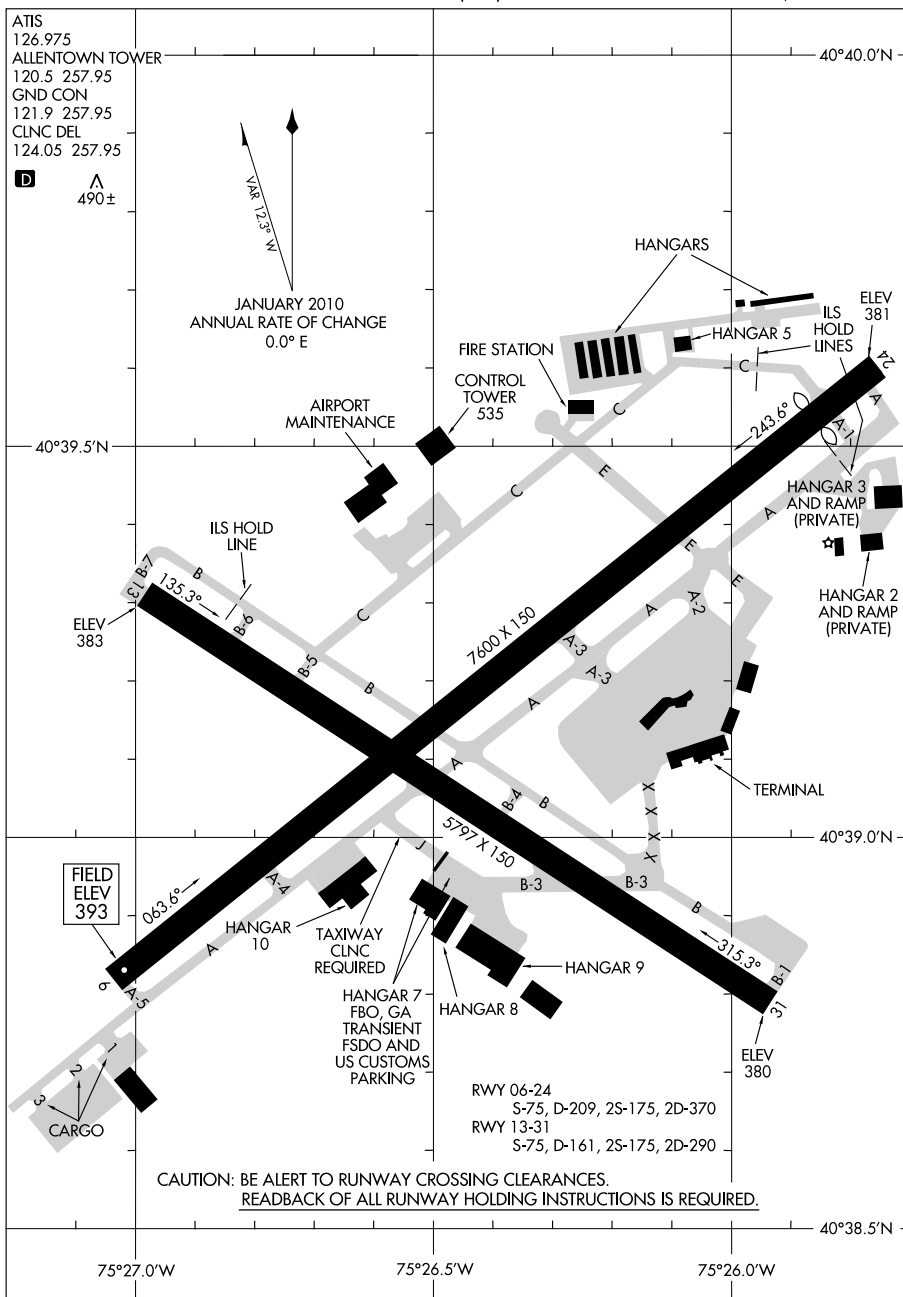 ATIS
126.975
ALLENTOWN TOWER
120.5 257.95
GND CON
121.9 257.95
CLNC DEL
124.05 257.95
D
490±
VAR 12.3° W
JANUARY 2010
ANNUAL RATE OF CHANGE
0.0° E
40°40.0'N
HANGARS
ELEV
381
ILS
HOLD
LINES
HANGAR 5
FIRE STATION
CONTROL
TOWER
535
AIRPORT
MAINTENANCE
C
24
A
C
A-1
243.6°
40°39.5'N
E
C
A
HANGAR 3
AND RAMP
(PRIVATE)
ILS HOLD
LINE
E
E
HANGAR 2
AND RAMP
(PRIVATE)
B-7
B
13
135.3°
ELEV
383
B-6
C
A
A-2
7600 X 150
A-3
A-3
B-5
B
A
A
TERMINAL
B-4
B
X
X
X
X
X
5797 X 150
40°39.0'N
J
B-3
B-3
FIELD
ELEV
393
063.6°
A-4
HANGAR
10
TAXIWAY
CLNC
REQUIRED
B
A
315.3°
HANGAR 9
B-1
6
A-5
HANGAR 7
FBO, GA
TRANSIENT
FSDO AND
US CUSTOMS
PARKING
HANGAR 8
31
ELEV
380
1
2
3
CARGO
RWY 06-24
S-75, D-209, 2S-175, 2D-370
RWY 13-31
S-75, D-161, 2S-175, 2D-290
CAUTION: BE ALERT TO RUNWAY CROSSING CLEARANCES.
READBACK OF ALL RUNWAY HOLDING INSTRUCTIONS IS REQUIRED.
40°38.5'N
75°27.0'W
75°26.5'W
75°26.0'W